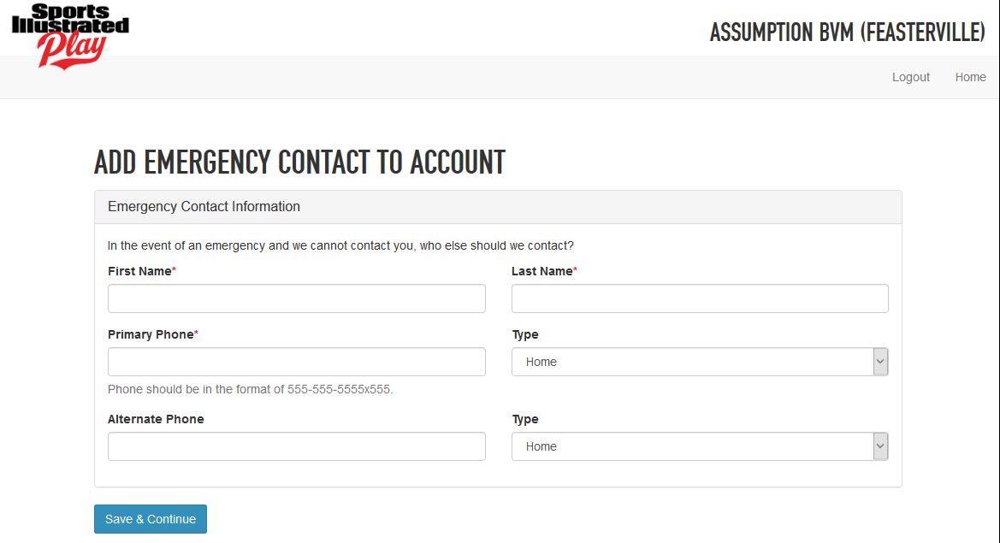 Sports
Illustrated
Play
ASSUMPTION BVM (FEASTERVILLE)
Logout Home
ADD EMERGENCY CONTACT TO ACCOUNT
Emergency Contact Information
In the event of an emergency and we cannot contact you, who else should we contact?
First Name* Last Name*
Primary Phone* Type
Home
Phone should be in the format of 555-555-5555x555.
Alternate Phone Type
Home
Save & Continue